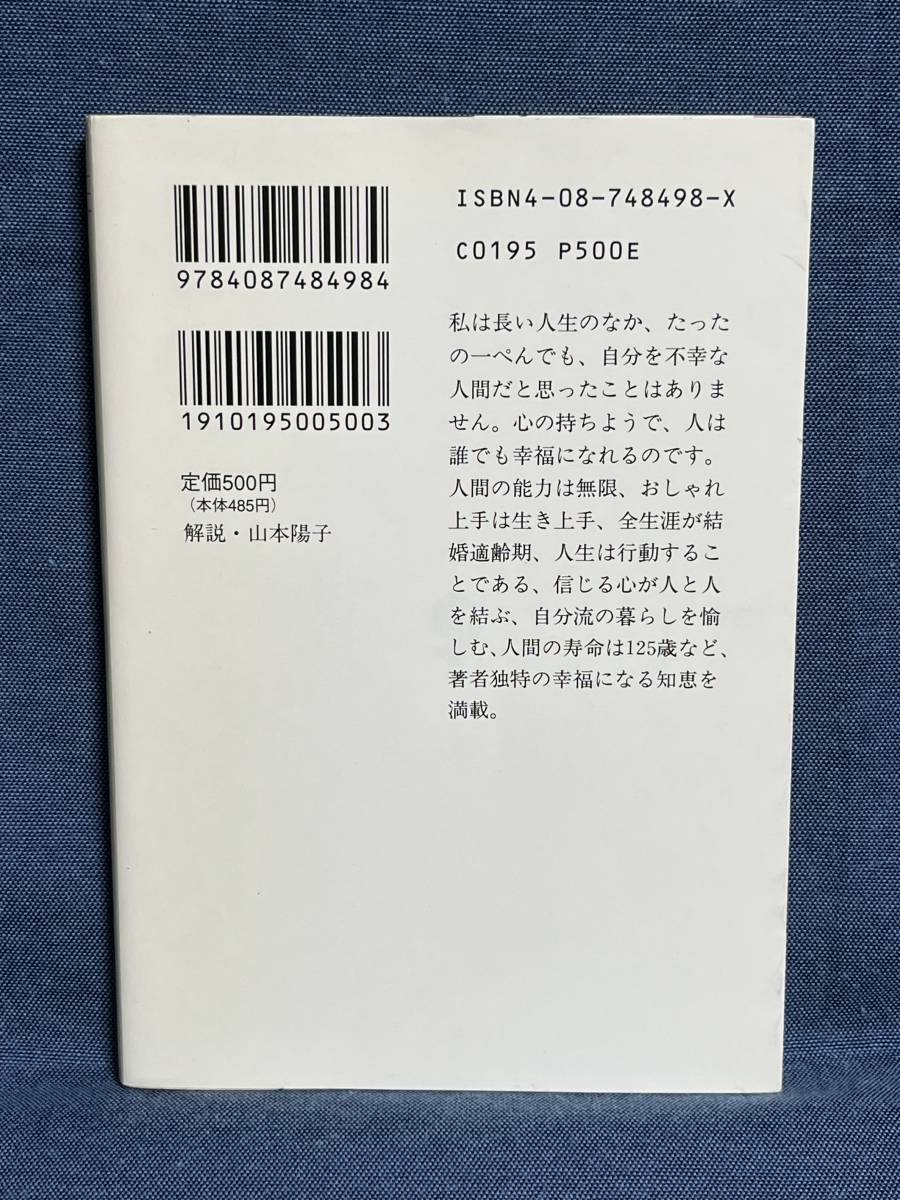 9784087484984
1910195005003
定価500円
(本体485円)
解説・山本陽子
ISBN4-08-748498-X
C0195 P500E
私は長い人生のなか、たった
の一ぺんでも、自分を不幸な
人間だと思ったことはありま
せん。心の持ちようで、人は
誰でも幸福になれるのです。
人間の能力は無限、おしゃれ
上手は生き上手、全生涯が結
婚適齢期、人生は行動するこ
とである、信じる心が人と人
を結ぶ、自分流の暮らしを愉
しむ、人間の寿命は125歳など、
著者独特の幸福になる知恵を
満載。